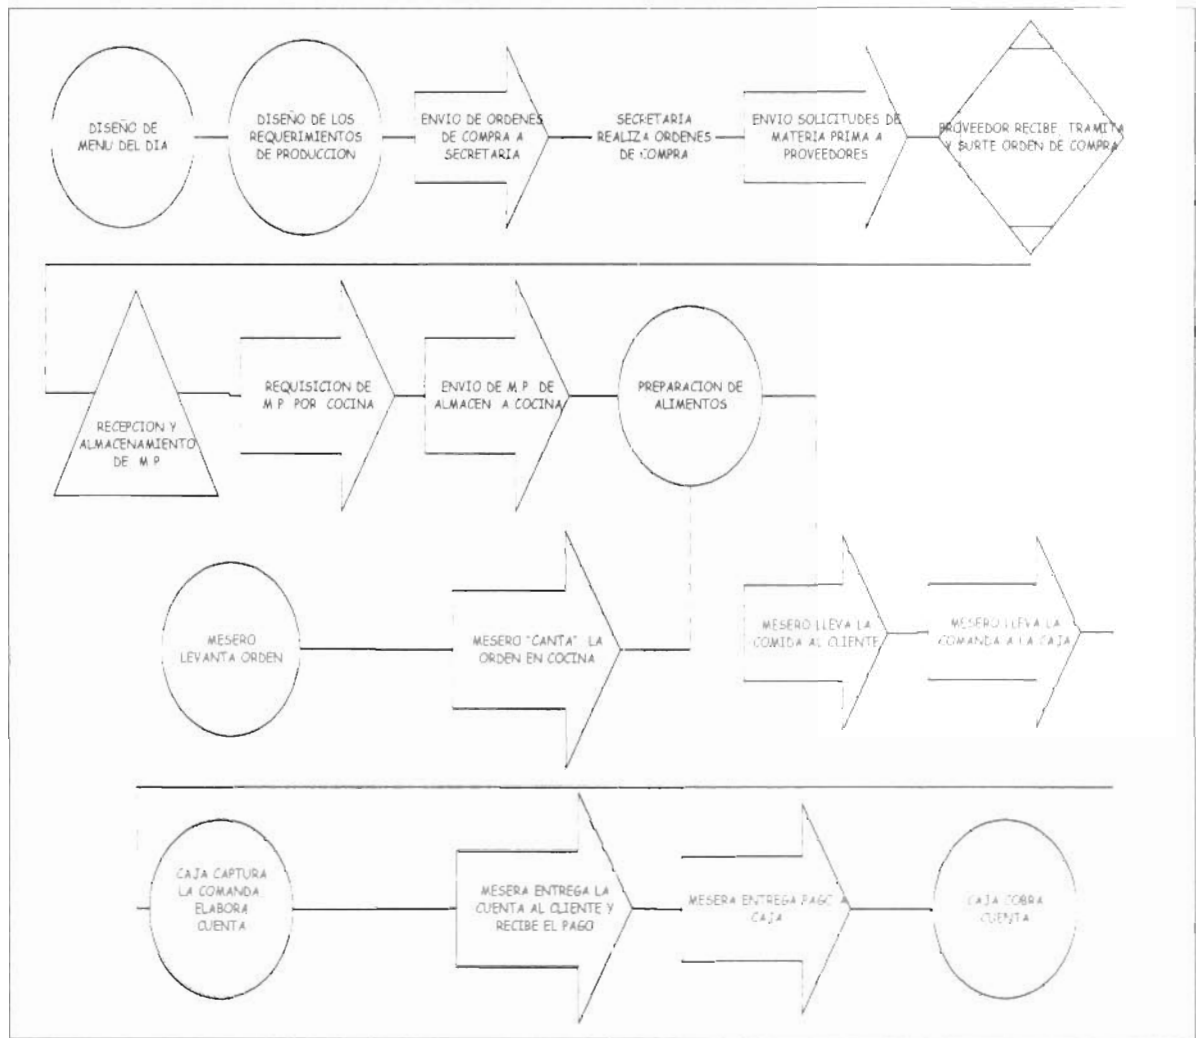 DISEÑO DE
MENU DEL DIA
DISEÑO DE LOS
REQUERIMIENTOS
DE PRODUCCION
ENVIO DE ORDENES
DE COMPRA A
SECRETARIA
SECRETARIA
REALIZA ORDENES
DE COMPRA
ENVIO SOLICITUDES DE
MATERIA PRIMA A
PROVEEDORES
PROVEEDOR RECIBE, TRAMITA
Y SURTE ORDEN DE COMPRA
RECEPCION Y
ALMACENAMIENTO
DE M P
REQUISICION DE
M P POR COCINA
ENVIO DE M P DE
ALMACEN A COCINA
PREPARACION DE
ALIMENTOS
MESERO
LEVANTA ORDEN
MESERO "CANTA" LA
ORDEN EN COCINA
MESERO LLEVA LA
COMIDA AL CLIENTE
MESERO LLEVA LA
COMANDA A LA CAJA
CAJA CAPTURA
LA COMANDA
ELABORA
CUENTA
MESERA ENTREGA LA
CUENTA AL CLIENTE Y
RECIBE EL PAGO
MESERA ENTREGA PAGO A
CAJA
CAJA COBRA
CUENTA